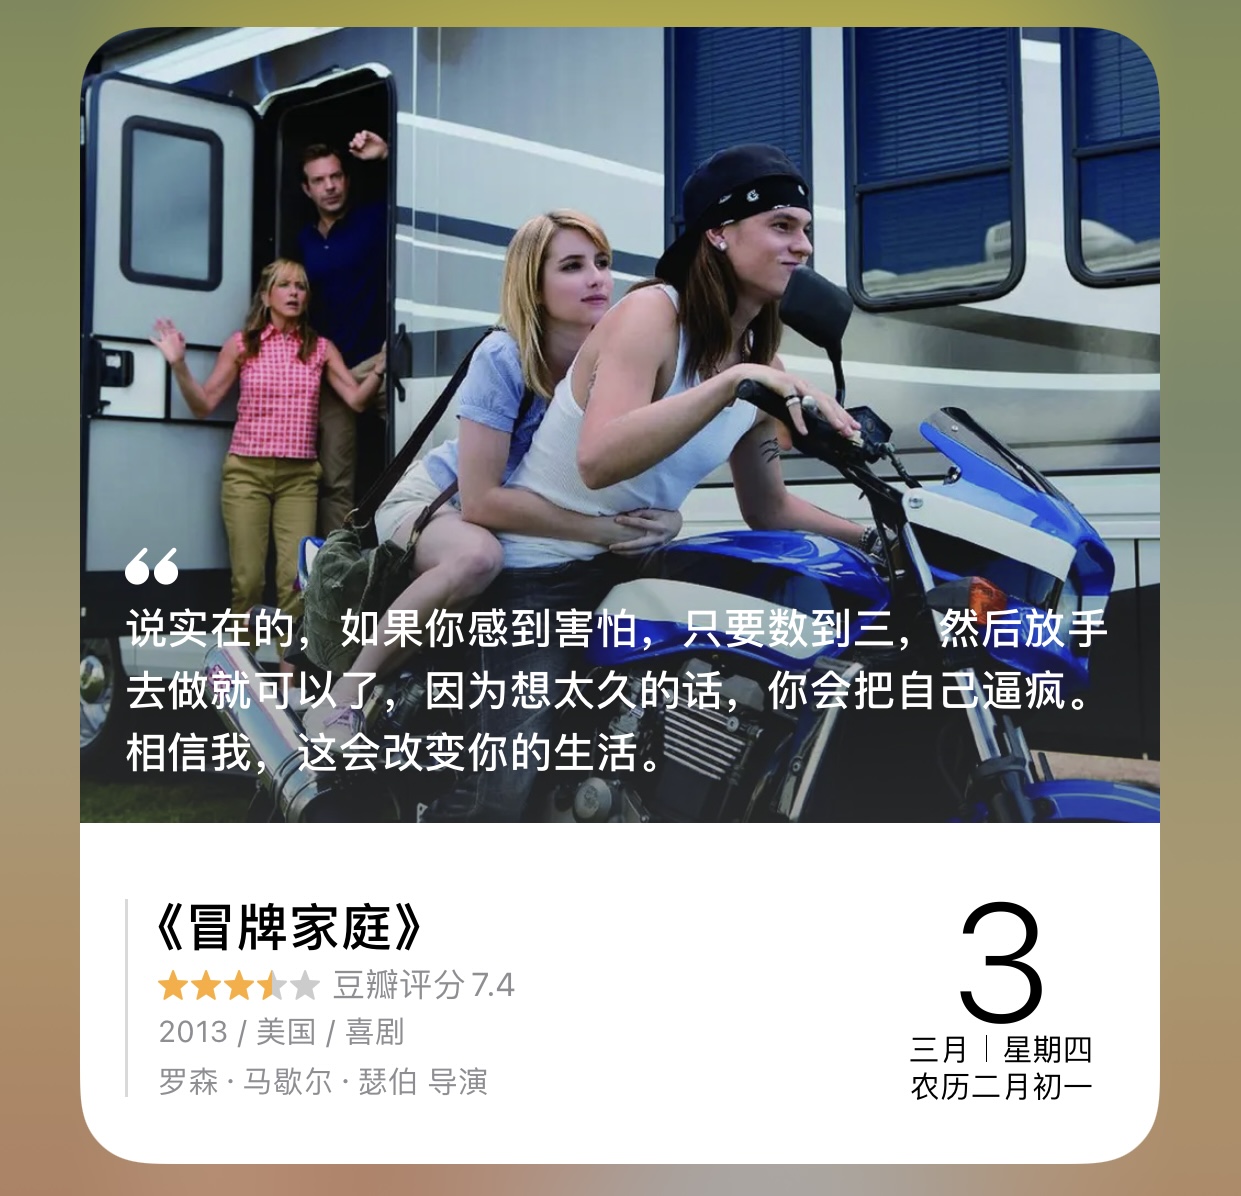 说实在的，如果你感到害怕，只要数到三，然后放手
去做就可以了，因为想太久的话，你会把自己逼疯。
相信我，这会改变你的生活。
《冒牌家庭》
豆瓣评分 7.4
2013 / 美国 / 喜剧
罗森·马歇尔·瑟伯 导演
3
三月｜星期四
农历二月初一